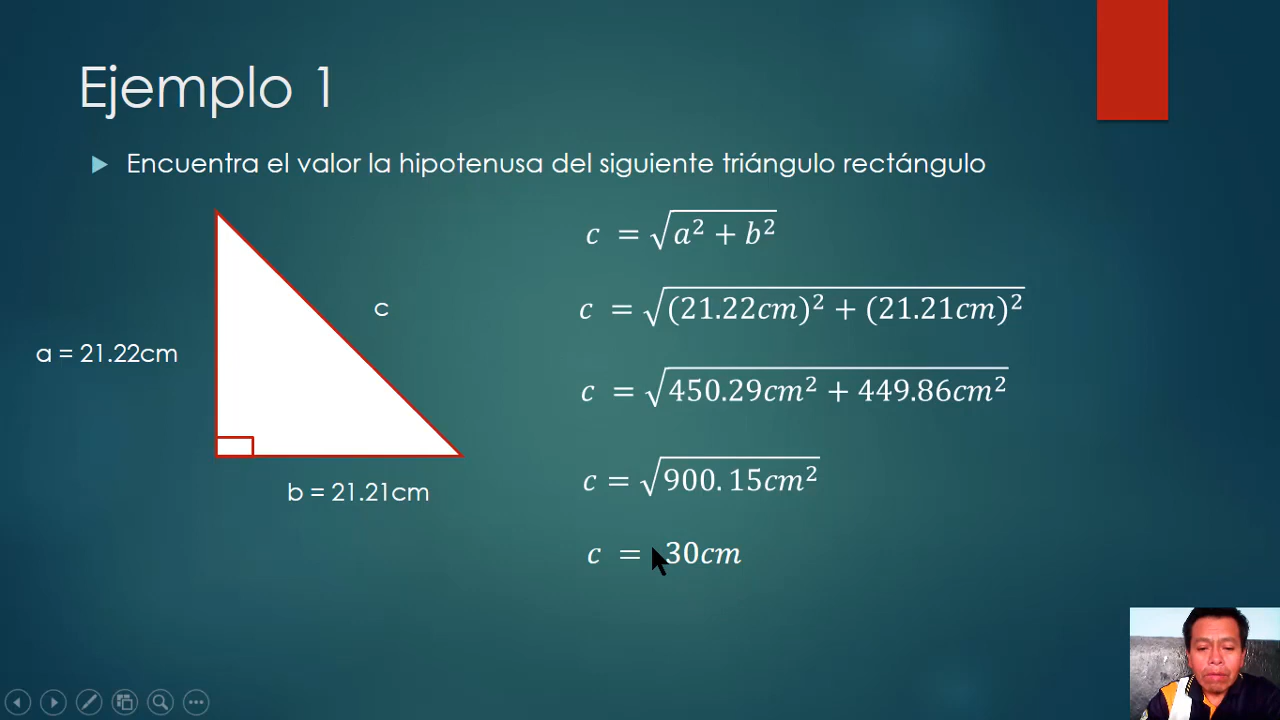 Ejemplo 1
Encuentra el valor la hipotenusa del siguiente triángulo rectángulo
c = √(a² + b²)
c
c = √((21.22cm)² + (21.21cm)²)
a = 21.22cm
c = √(450.29cm² + 449.86cm²)
b = 21.21cm
c = √(900.15cm²)
c = 30cm